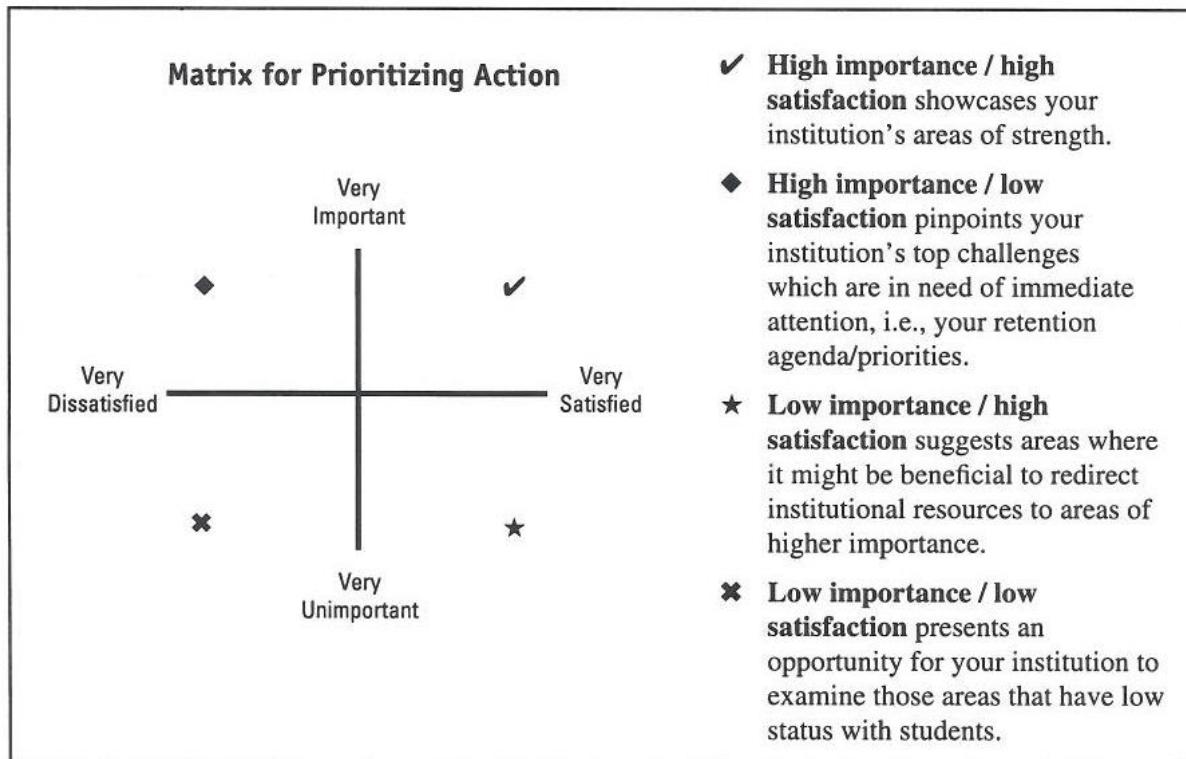 Matrix for Prioritizing Action
Very
Important
Very
Dissatisfied
Very
Satisfied
Very
Unimportant
✔ High importance / high
satisfaction showcases your
institution’s areas of strength.
◆ High importance / low
satisfaction pinpoints your
institution’s top challenges
which are in need of immediate
attention, i.e., your retention
agenda/priorities.
★ Low importance / high
satisfaction suggests areas where
it might be beneficial to redirect
institutional resources to areas of
higher importance.
✖ Low importance / low
satisfaction presents an
opportunity for your institution to
examine those areas that have low
status with students.